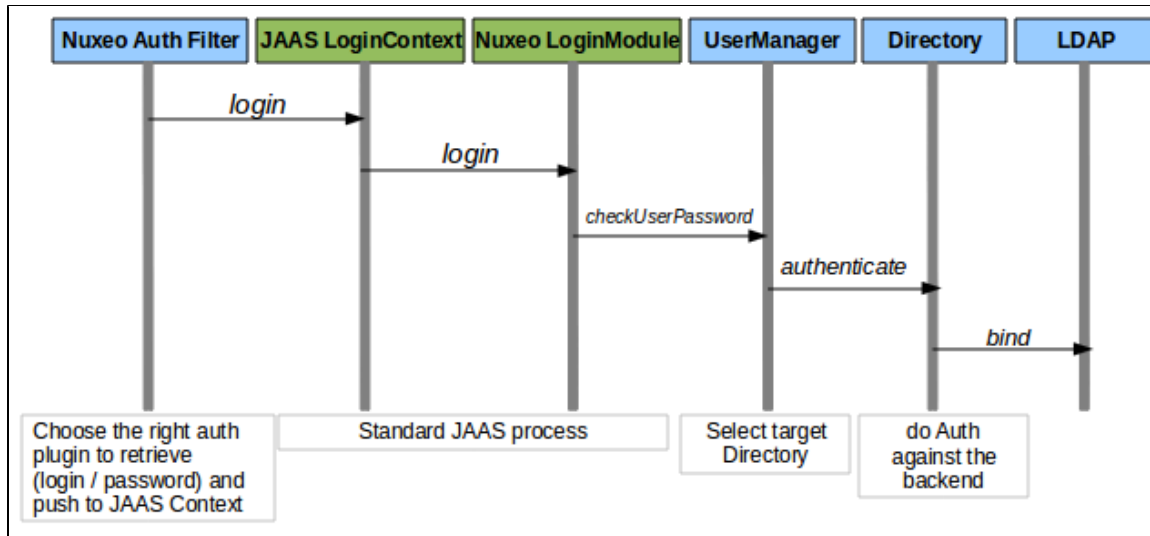 Nuxeo Auth Filter
JAAS LoginContext
Nuxeo LoginModule
UserManager
Directory
LDAP
login
login
checkUserPassword
authenticate
bind
Choose the right auth
plugin to retrieve
(login / password) and
push to JAAS Context
Standard JAAS process
Select target
Directory
do Auth
against the
backend